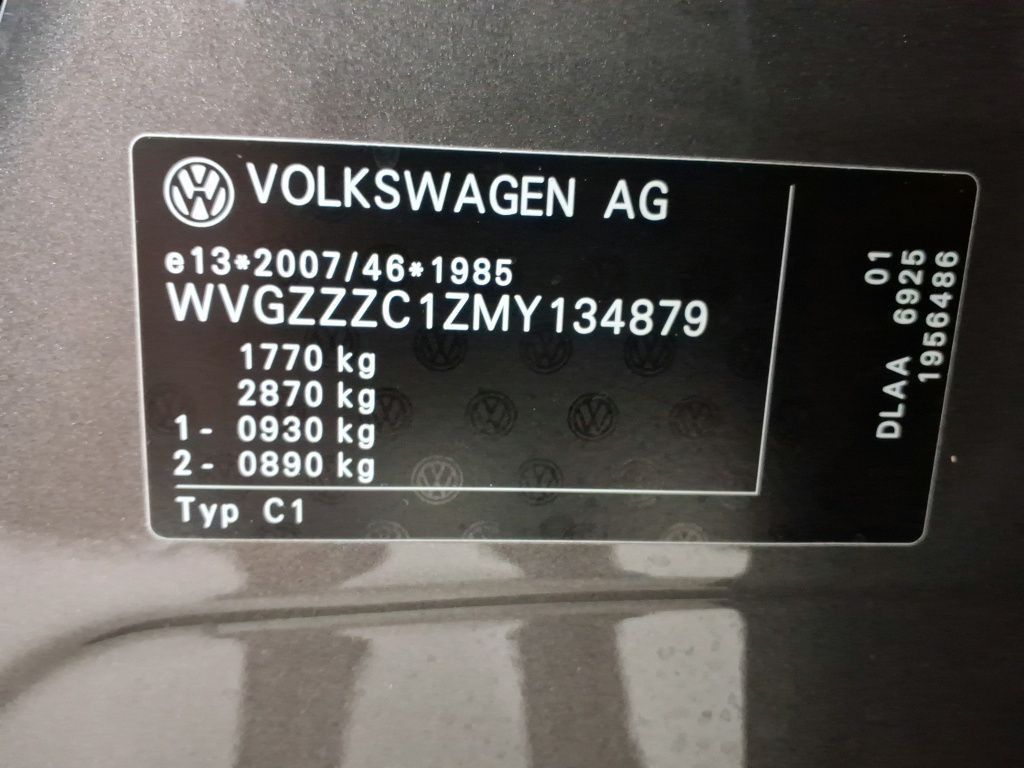 VOLKSWAGEN AG
e13*2007/46*1985
WVGZZZC1ZMY134879
1770 kg
2870 kg
1- 0930 kg
2- 0890 kg
Typ C1
DLAA 6925 01
1956486